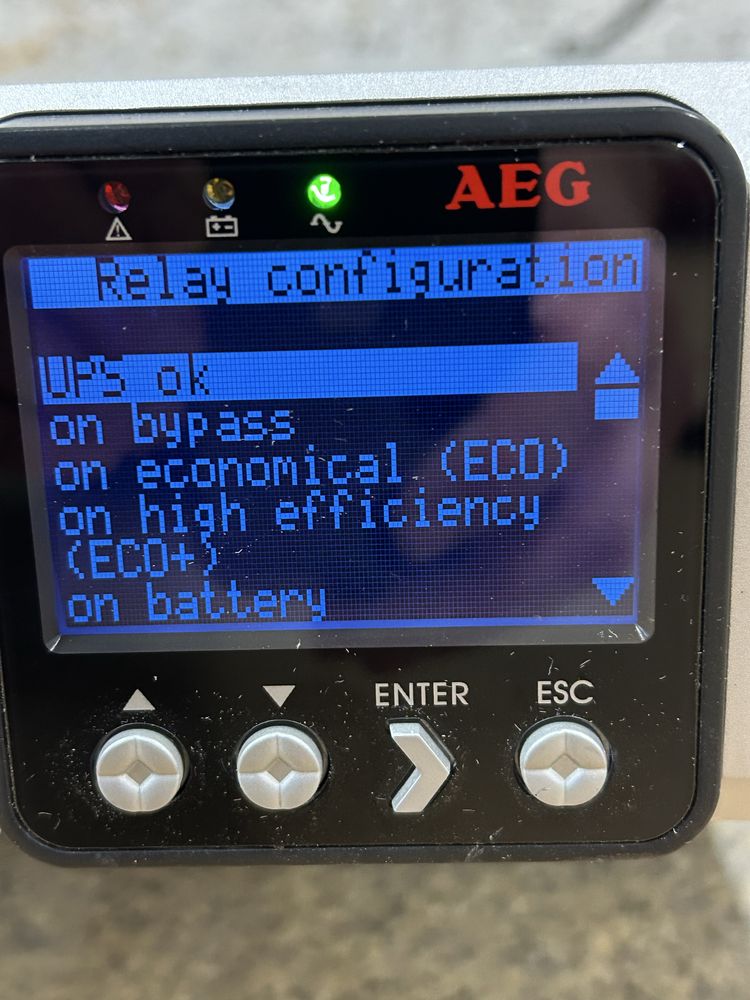 AEG
Relay configuration
UPS ok
on bypass
on economical (ECO)
on high efficiency
(ECO+)
on battery
ENTER
ESC